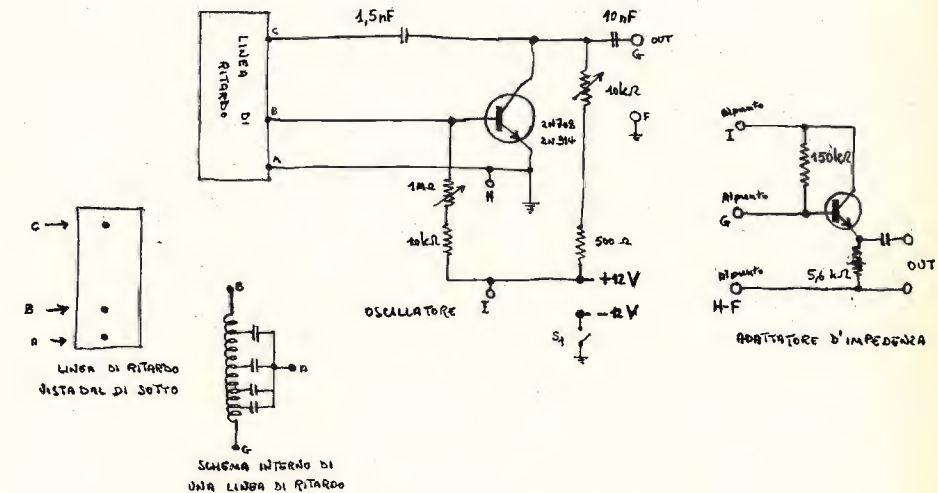 LINEA DI
RITARDO
C
B
A
1,5nF
10nF
OUT
G
10kΩ
F
2N708
2N914
H
1MΩ
10kΩ
500 Ω
+12V
I
OSCILLATORE
-12V
S1
Al punto
I
150kΩ
Al punto
G
5,6 kΩ
OUT
Al punto
H-F
ADATTATORE D'IMPEDENZA
C
B
A
LINEA DI RITARDO
VISTA DAL DI SOTTO
B
A
G
SCHEMA INTERNO DI
UNA LINEA DI RITARDO